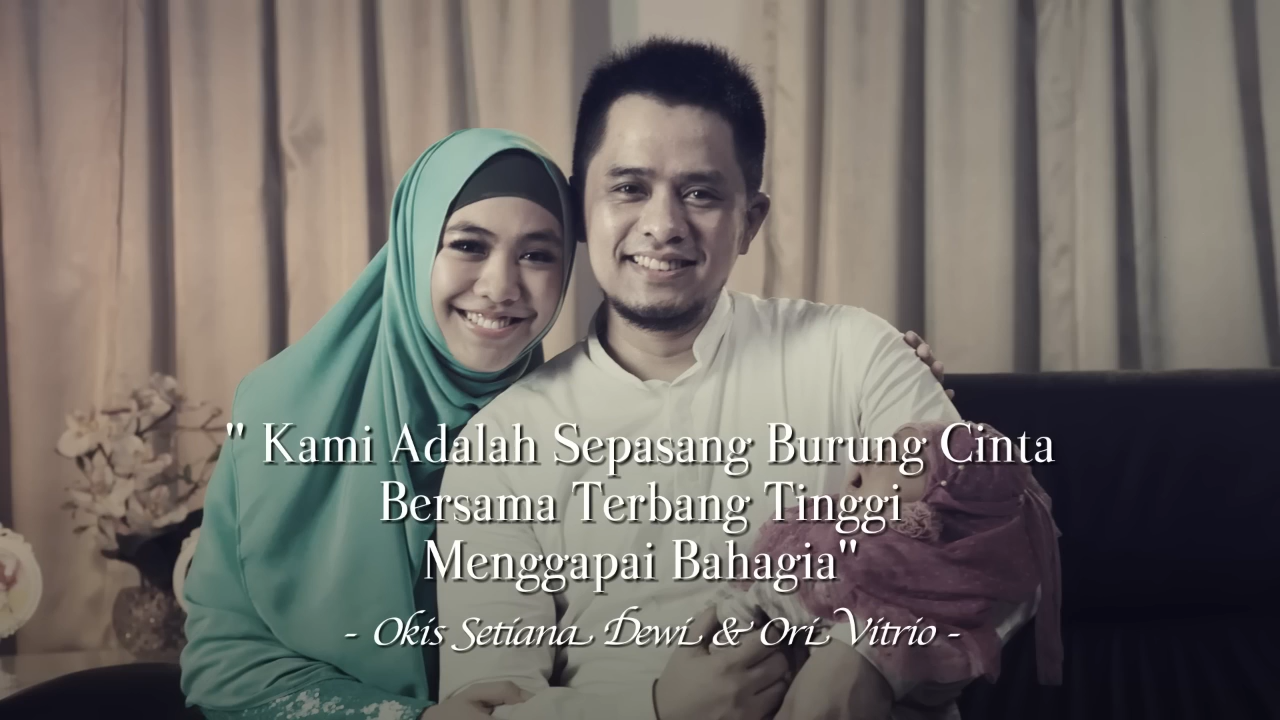 " Kami Adalah Sepasang Burung Cinta
Bersama Terbang Tinggi
Menggapai Bahagia"
- Okis Setiana Dewi & Ori Vitrio -